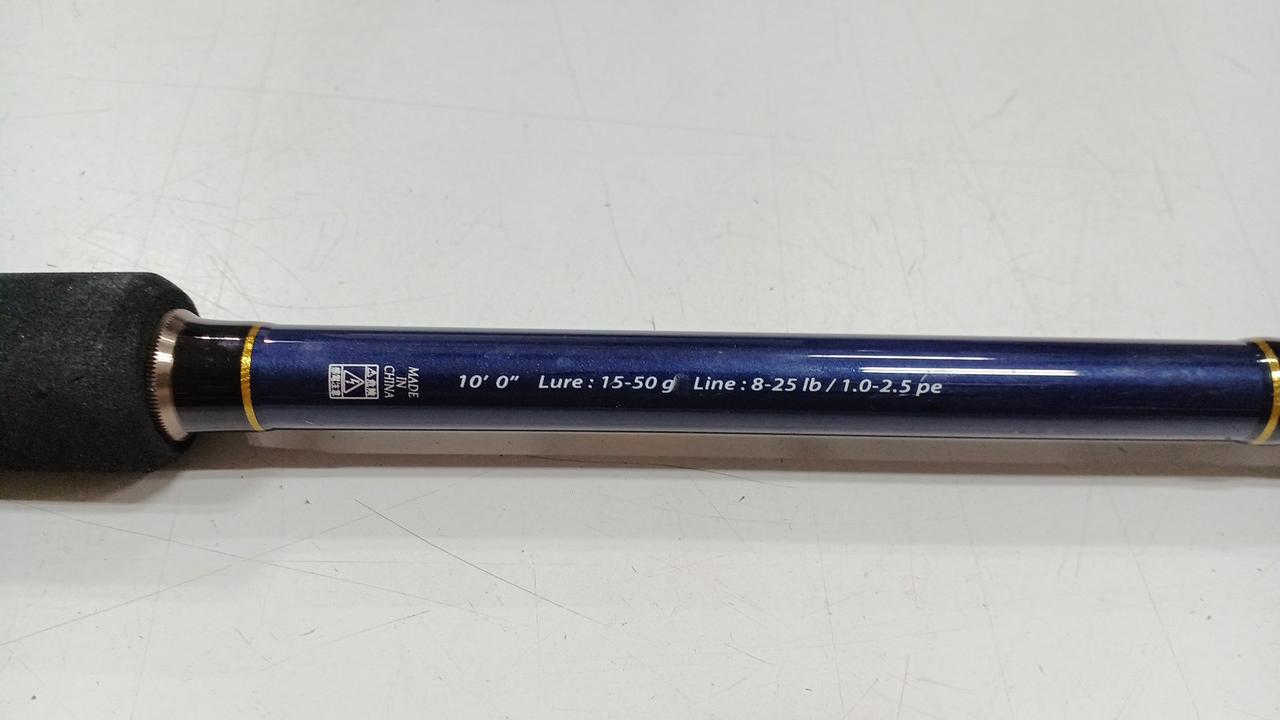 MADE
IN
CHINA
10' 0" Lure : 15-50 g Line : 8-25 lb / 1.0-2.5 pe